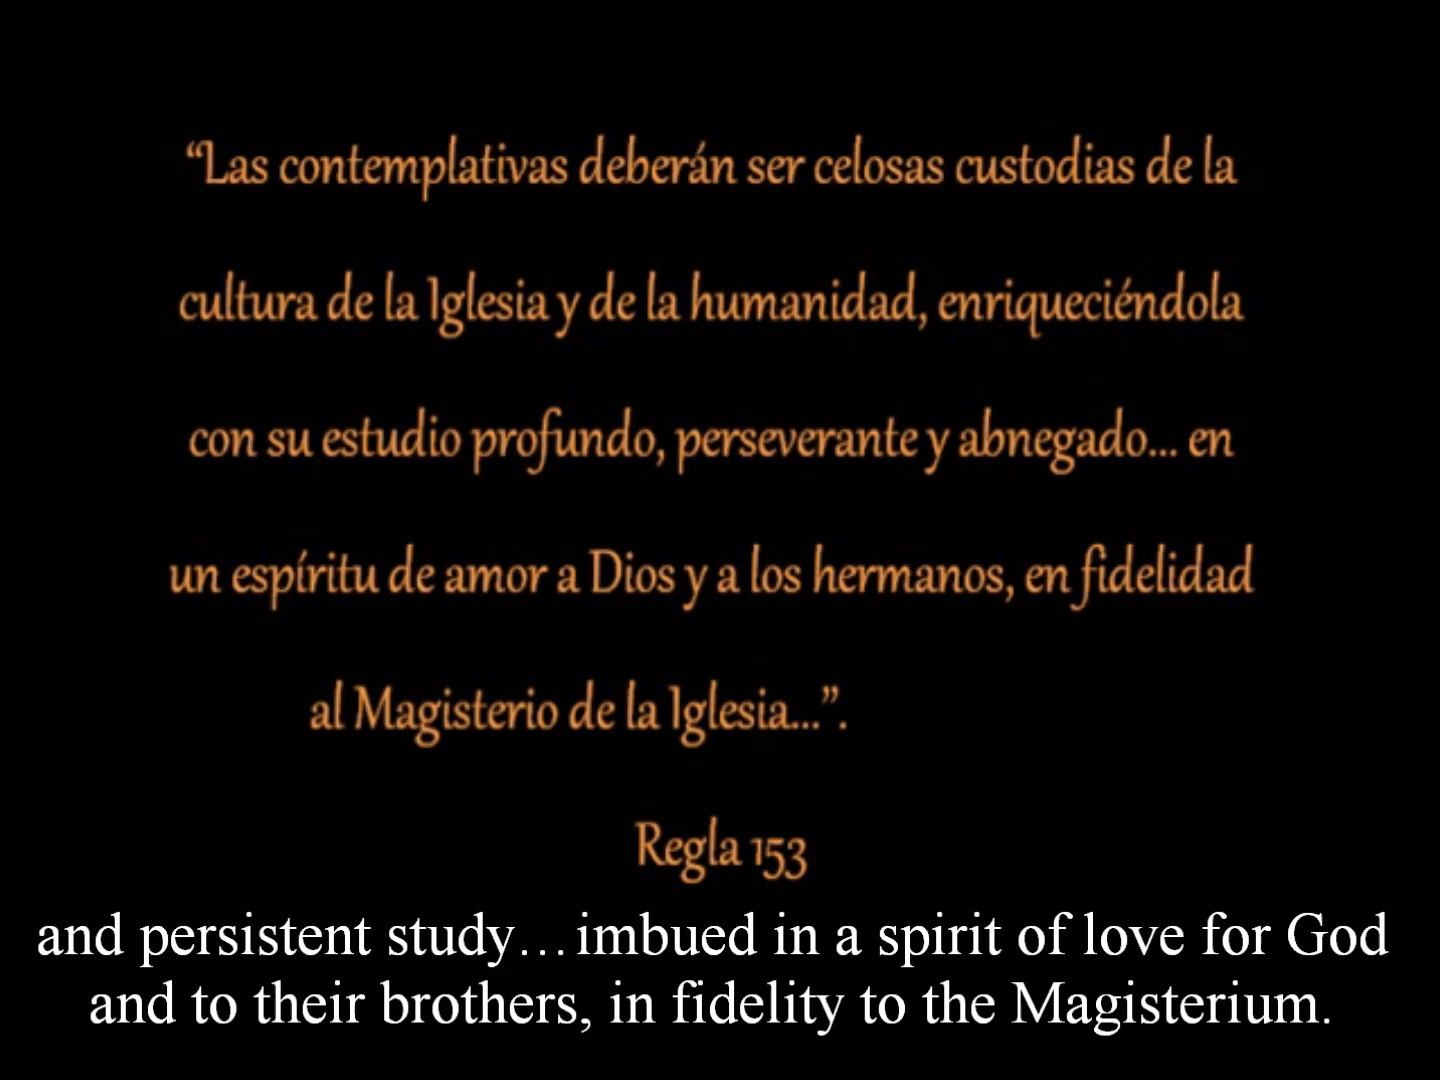 “Las contemplativas deberán ser celosas custodias de la
cultura de la Iglesia y de la humanidad, enriqueciéndola
con su estudio profundo, perseverante y abnegado... en
un espíritu de amor a Dios y a los hermanos, en fidelidad
al Magisterio de la Iglesia...”.
Regla 153
and persistent study…imbued in a spirit of love for God
and to their brothers, in fidelity to the Magisterium.